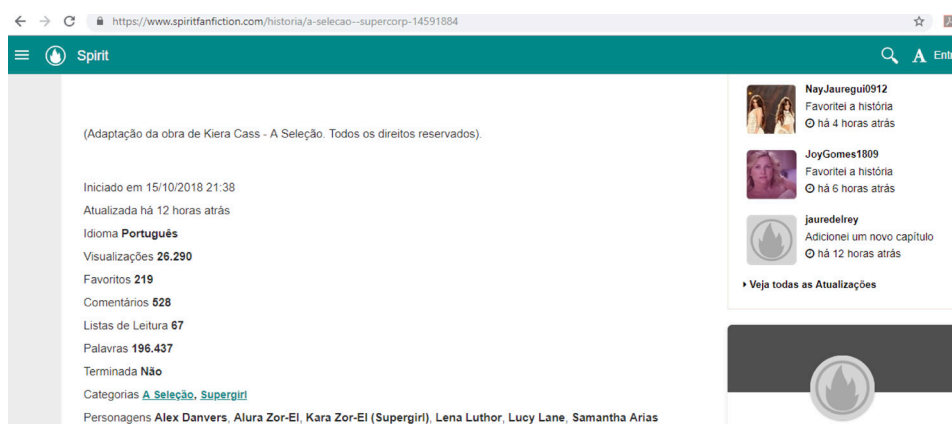 https://www.spiritfanfiction.com/historia/a-selecao--supercorp-14591884
Spirit
A Entr
(Adaptação da obra de Kiera Cass - A Seleção. Todos os direitos reservados).
Iniciado em 15/10/2018 21:38
Atualizada há 12 horas atrás
Idioma Português
Visualizações 26.290
Favoritos 219
Comentários 528
Listas de Leitura 67
Palavras 196.437
Terminada Não
Categorias A Seleção, Supergirl
Personagens Alex Danvers, Alura Zor-El, Kara Zor-El (Supergirl), Lena Luthor, Lucy Lane, Samantha Arias
NayJauregui0912
Favoritei a história
há 4 horas atrás
JoyGomes1809
Favoritei a história
há 6 horas atrás
jauredelrey
Adicionei um novo capítulo
há 12 horas atrás
Veja todas as Atualizações